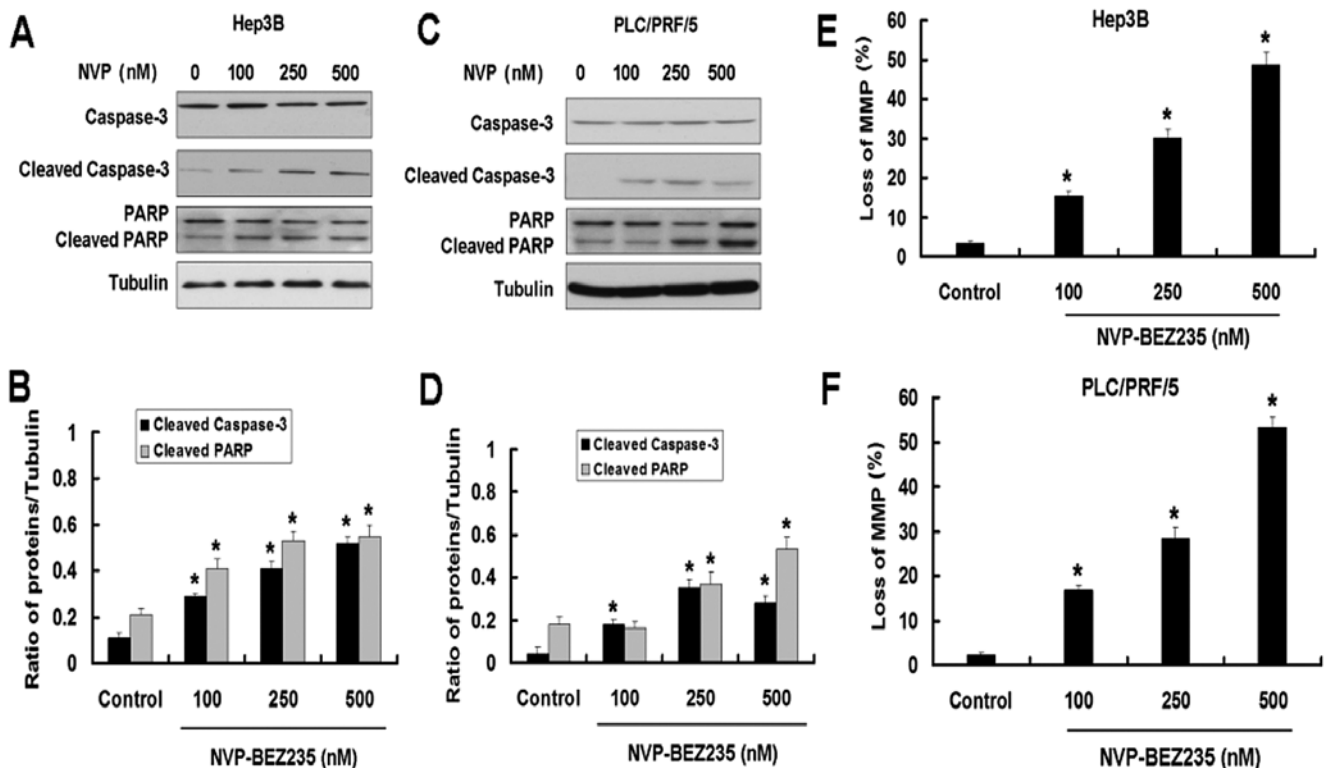 A
Hep3B
NVP (nM)
0 100 250 500
Caspase-3
Cleaved Caspase-3
PARP
Cleaved PARP
Tubulin
C
PLC/PRF/5
NVP (nM)
0 100 250 500
Caspase-3
Cleaved Caspase-3
PARP
Cleaved PARP
Tubulin
E
Hep3B
Loss of MMP (%)
60
50
40
30
20
10
0
* * *
Control 100 250 500
NVP-BEZ235 (nM)
B
Ratio of proteins/Tubulin
Cleaved Caspase-3
Cleaved PARP
1
0.8
0.6
0.4
0.2
0
* * * * * *
Control 100 250 500
NVP-BEZ235 (nM)
D
Ratio of proteins/Tubulin
Cleaved Caspase-3
Cleaved PARP
1
0.8
0.6
0.4
0.2
0
* * * * *
Control 100 250 500
NVP-BEZ235 (nM)
F
PLC/PRF/5
Loss of MMP (%)
60
50
40
30
20
10
0
* * *
Control 100 250 500
NVP-BEZ235 (nM)